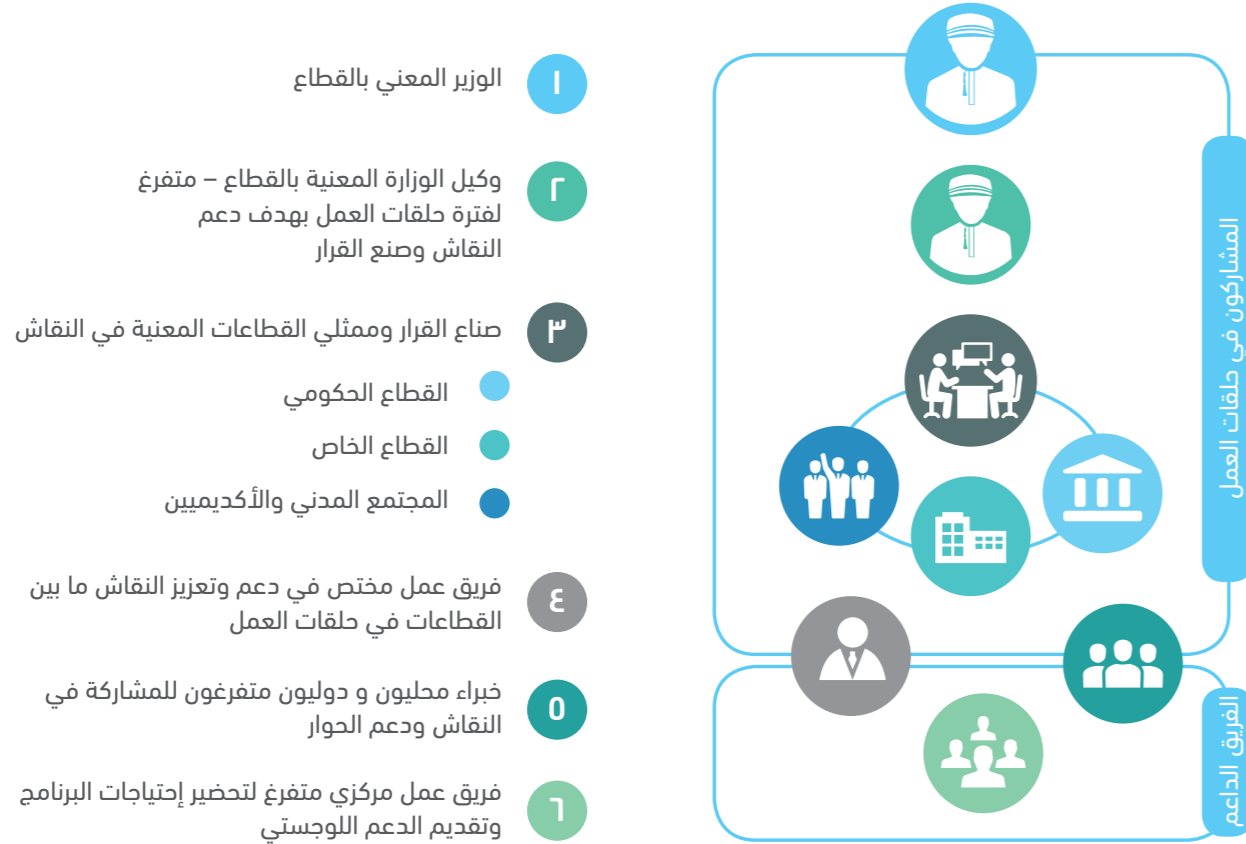 المشاركون في حلقات العمل
الفريق الداعم
١
الوزير المعني بالقطاع
٢
وكيل الوزارة المعنية بالقطاع – متفرغ
لفترة حلقات العمل بهدف دعم
النقاش وصنع القرار
٣
صناع القرار وممثلي القطاعات المعنية في النقاش
القطاع الحكومي
القطاع الخاص
المجتمع المدني والأكديميين
٤
فريق عمل مختص في دعم وتعزيز النقاش ما بين
القطاعات في حلقات العمل
٥
خبراء محليون و دوليون متفرغون للمشاركة في
النقاش ودعم الحوار
٦
فريق عمل مركزي متفرغ لتحضير إحتياجات البرنامج
وتقديم الدعم اللوجستي